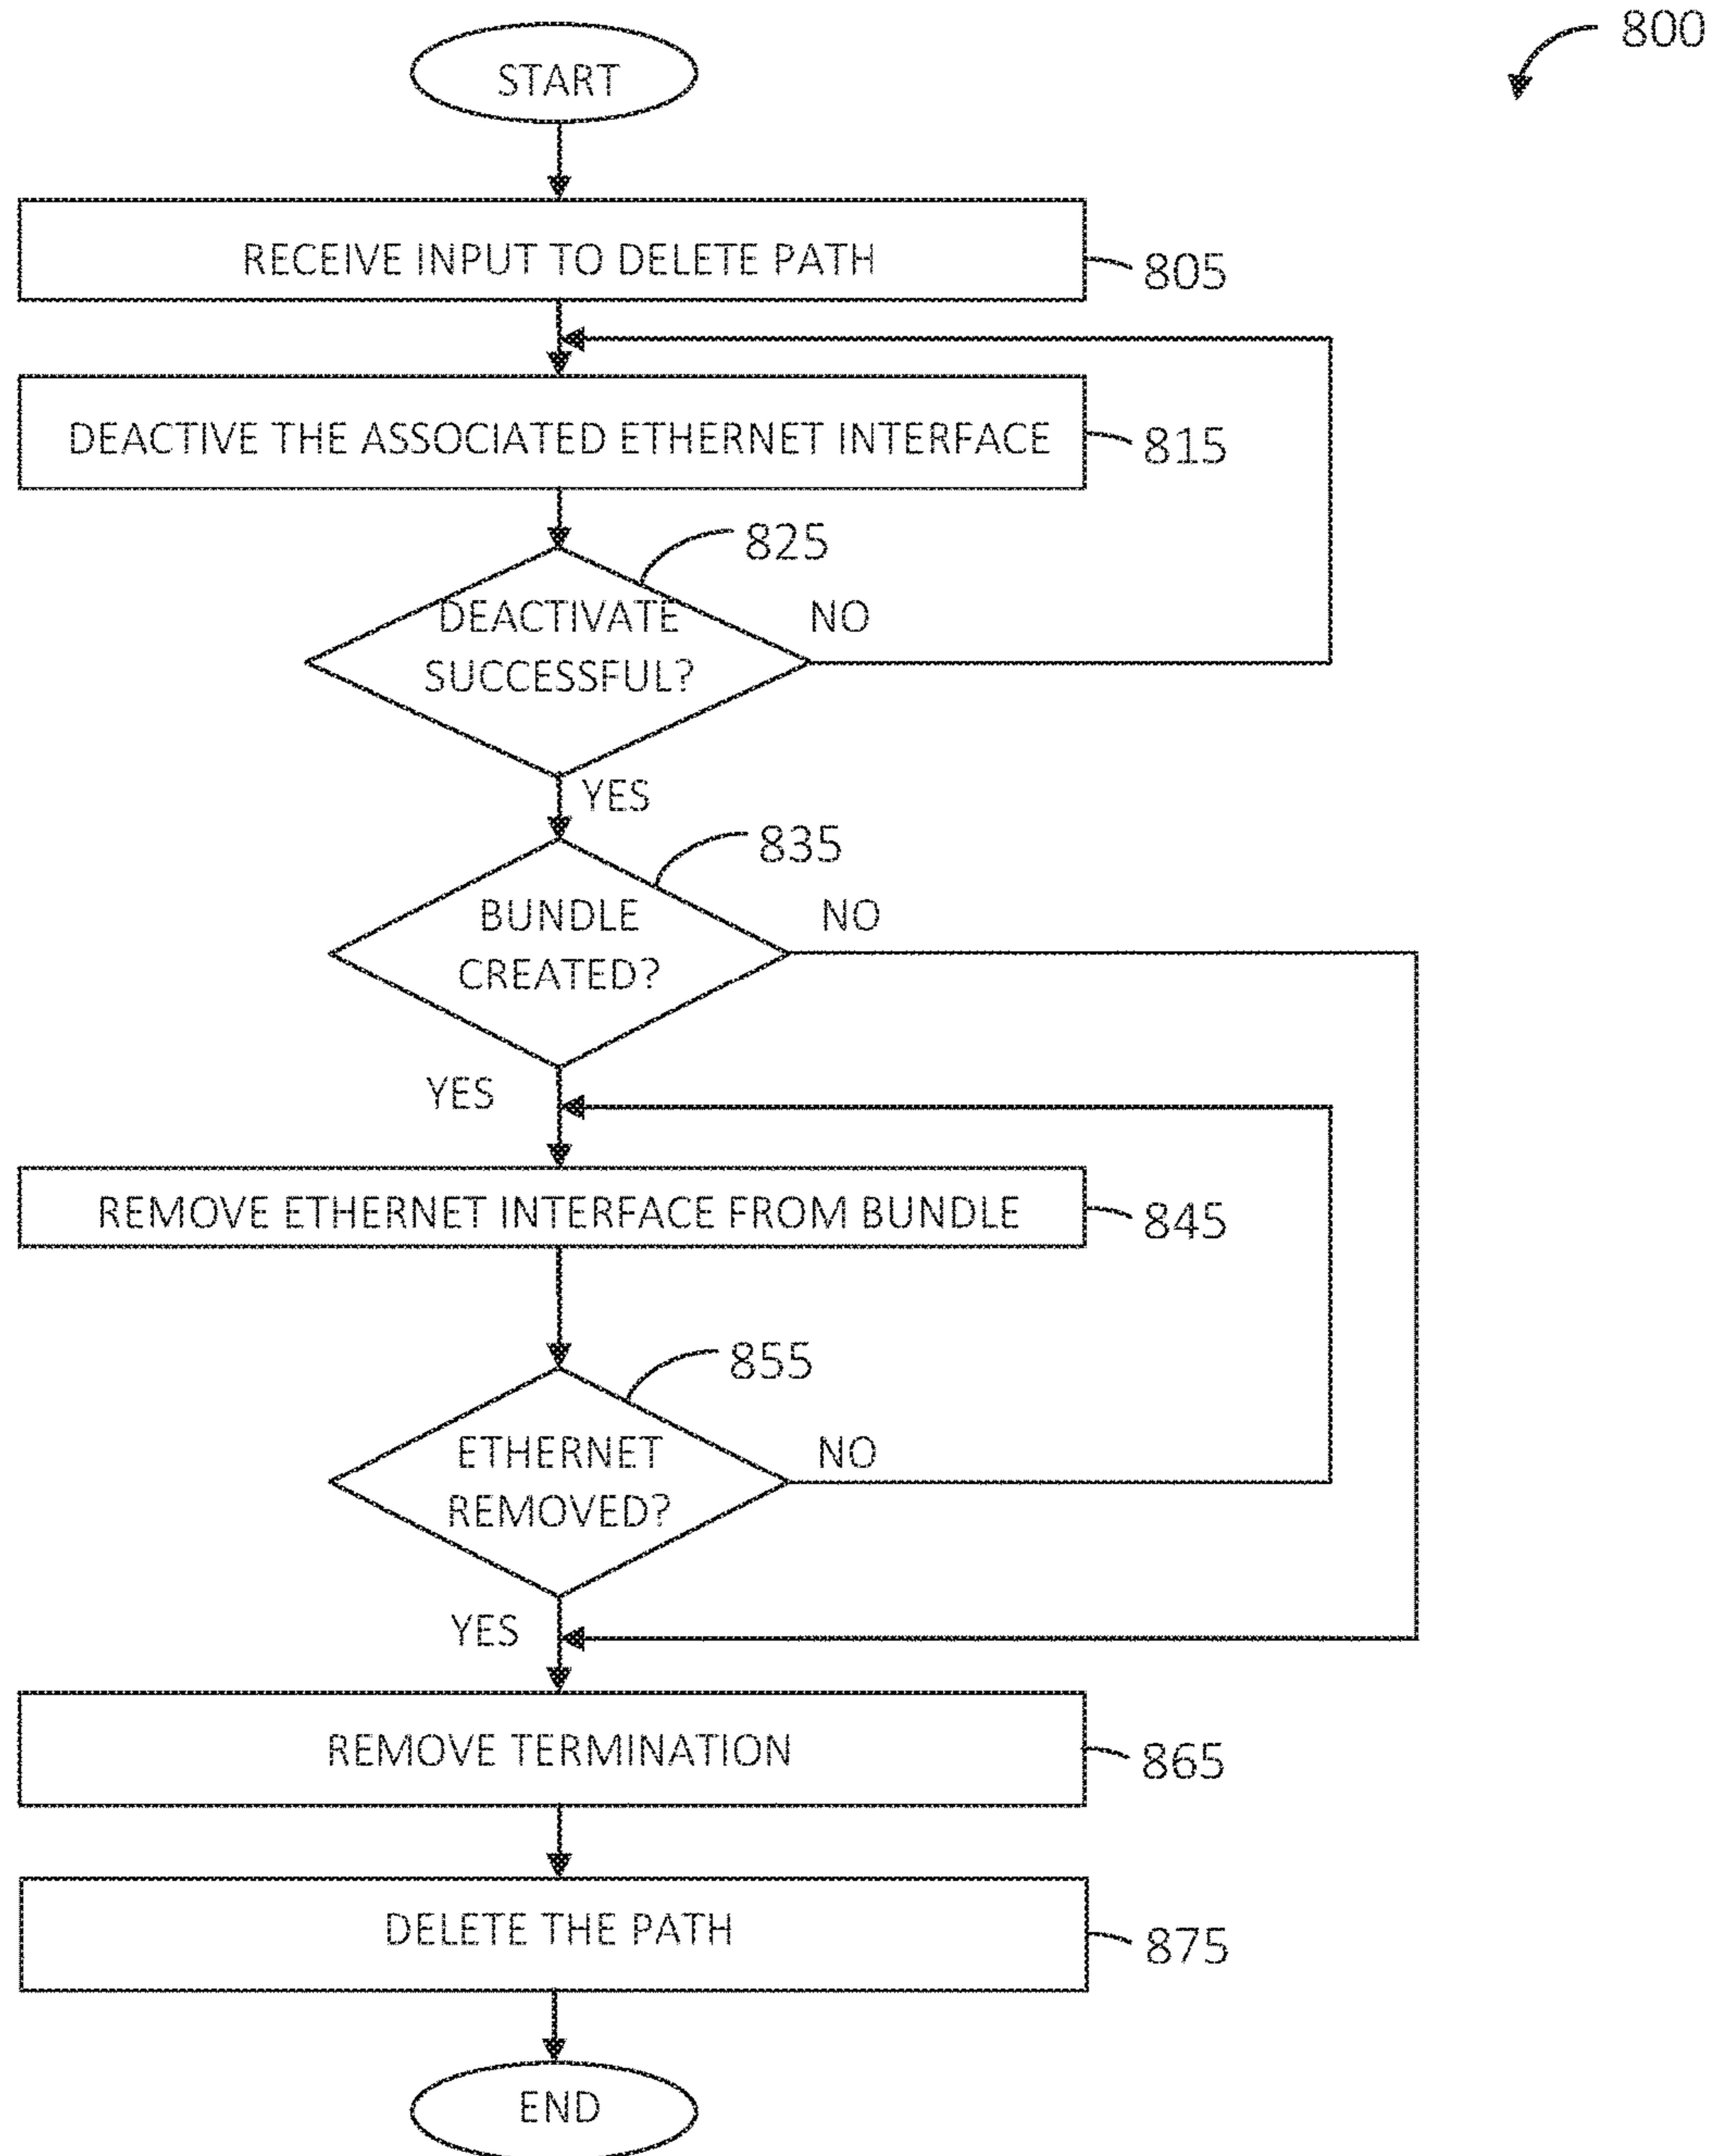 800
START
RECEIVE INPUT TO DELETE PATH
805
DEACTIVE THE ASSOCIATED ETHERNET INTERFACE
815
825
DEACTIVATE
SUCCESSFUL?
NO
YES
835
BUNDLE
CREATED?
NO
YES
REMOVE ETHERNET INTERFACE FROM BUNDLE
845
855
ETHERNET
REMOVED?
NO
YES
REMOVE TERMINATION
865
DELETE THE PATH
875
END